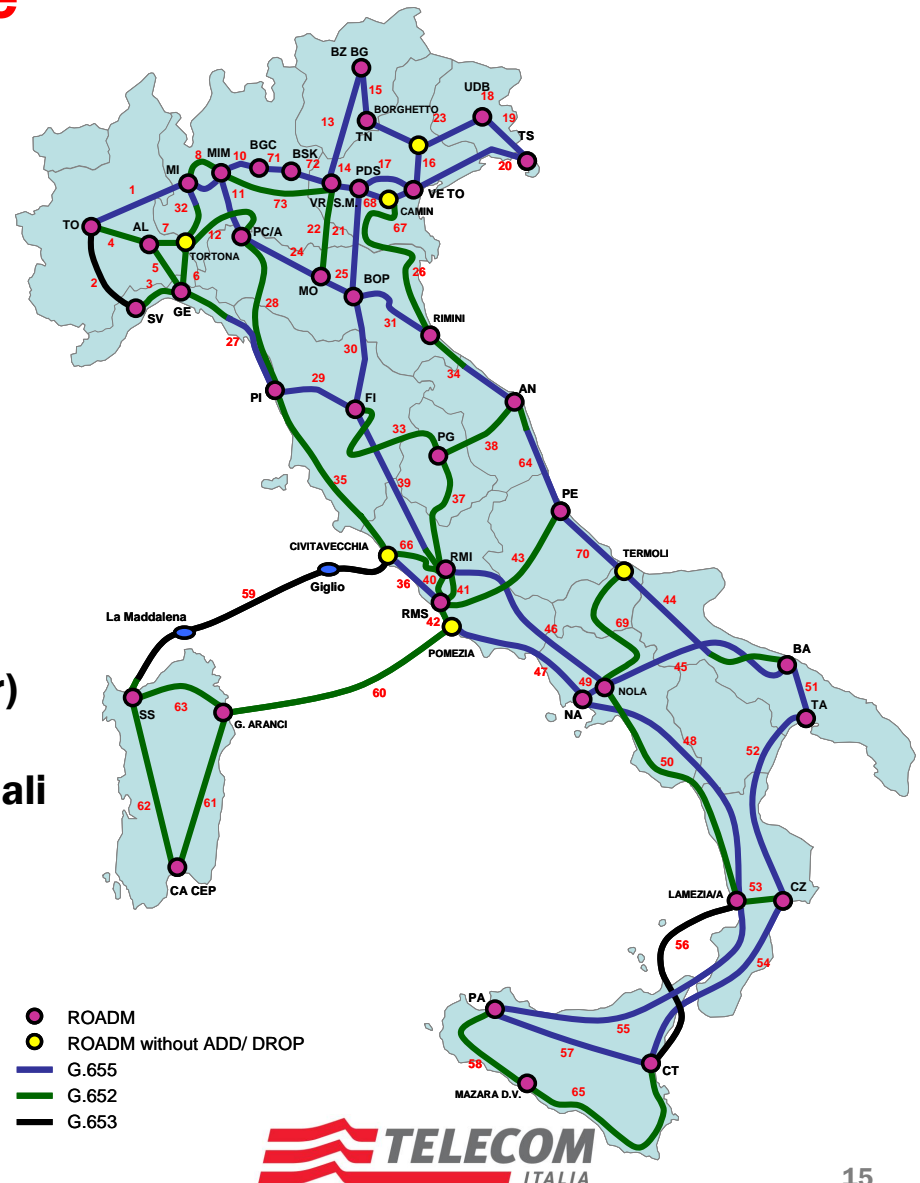 e
BZ BG
15
UDB
18
BORGHETTO
23
19
13
TN
TS
8
MIM
10
BGC
71
BSK
72
14
PDS
17
16
20
MI
1
11
73
VR
S.M.
68
VE TO
CAMIN
32
TO
AL
7
12
PC/A
22
21
67
4
TORTONA
24
5
6
25
BOP
26
2
3
MO
SV
GE
28
31
RIMINI
27
30
34
29
PI
FI
AN
33
PG
38
64
35
39
37
PE
CIVITAVECCHIA
66
RMI
43
70
TERMOLI
Giglio
36
40
41
59
44
La Maddalena
RMS
42
69
46
POMEZIA
BA
r)
47
45
60
49
NOLA
51
63
SS
G. ARANCI
NA
TA
48
52
50
ali
62
61
CA CEP
LAMEZIA/A
53
CZ
56
54
PA
ROADM
55
ROADM without ADD/ DROP
57
G.655
58
CT
G.652
MAZARA D.V.
65
G.653
TELECOM
ITALIA
15